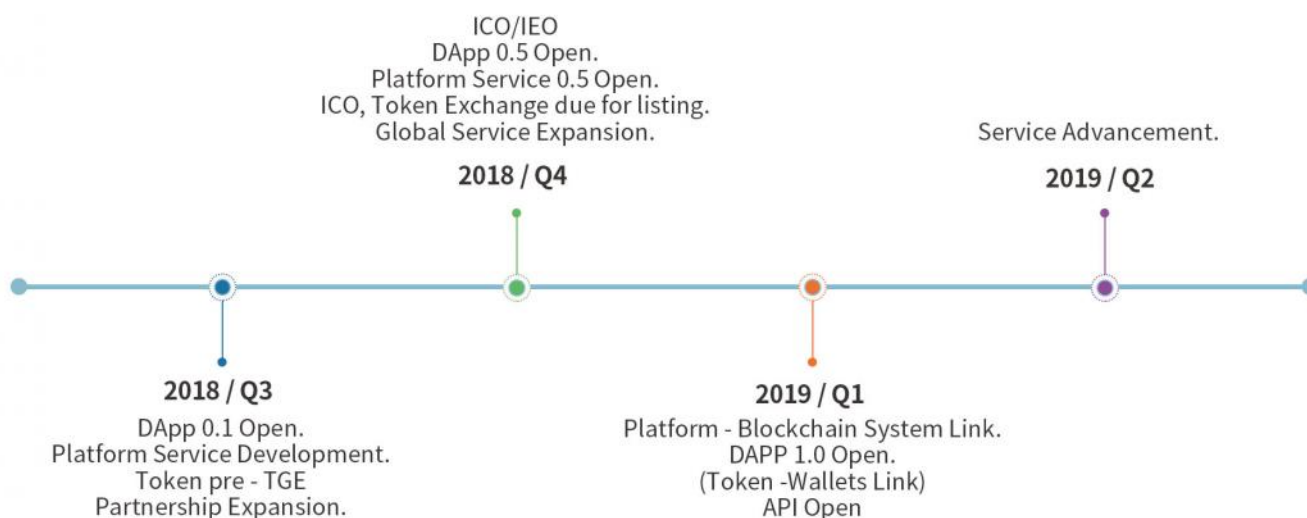 ICO/IEO
DApp 0.5 Open.
Platform Service 0.5 Open.
ICO, Token Exchange due for listing.
Global Service Expansion.
2018 / Q4
Service Advancement.
2019 / Q2
2018 / Q3
DApp 0.1 Open.
Platform Service Development.
Token pre - TGE
Partnership Expansion.
2019 / Q1
Platform - Blockchain System Link.
DAPP 1.0 Open.
(Token -Wallets Link)
API Open